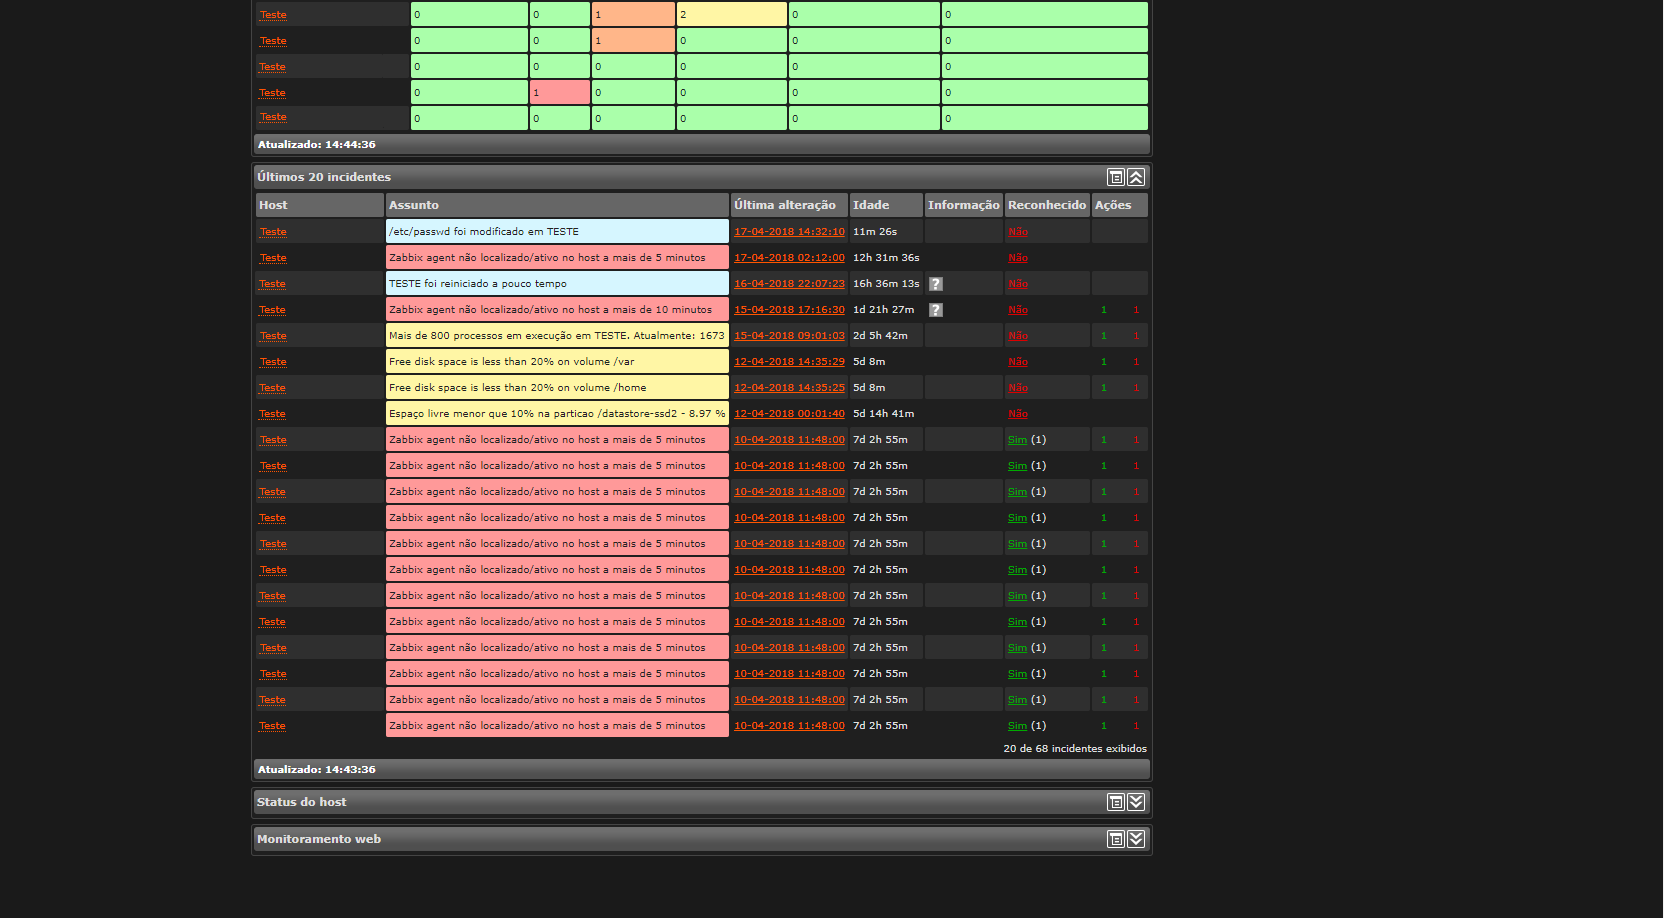 Teste 0 0 1 2 0 0
Teste 0 0 1 0 0 0
Teste 0 0 0 0 0 0
Teste 0 1 0 0 0 0
Teste 0 0 0 0 0 0
Atualizado: 14:44:36
Últimos 20 incidentes
Host Assunto Última alteração Idade Informação Reconhecido Ações
Teste /etc/passwd foi modificado em TESTE 17-04-2018 14:32:10 11m 26s Não
Teste Zabbix agent não localizado/ativo no host a mais de 5 minutos 17-04-2018 02:12:00 12h 31m 36s Não
Teste TESTE foi reiniciado a pouco tempo 16-04-2018 22:07:23 16h 36m 13s ? Não
Teste Zabbix agent não localizado/ativo no host a mais de 10 minutos 15-04-2018 17:16:30 1d 21h 27m ? Não 1 1
Teste Mais de 800 processos em execução em TESTE. Atualmente: 1673 15-04-2018 09:01:03 2d 5h 42m Não 1 1
Teste Free disk space is less than 20% on volume /var 12-04-2018 14:35:29 5d 8m Não 1 1
Teste Free disk space is less than 20% on volume /home 12-04-2018 14:35:25 5d 8m Não 1 1
Teste Espaço livre menor que 10% na particao /datastore-ssd2 - 8.97 % 12-04-2018 00:01:40 5d 14h 41m Não
Teste Zabbix agent não localizado/ativo no host a mais de 5 minutos 10-04-2018 11:48:00 7d 2h 55m Sim (1) 1 1
Teste Zabbix agent não localizado/ativo no host a mais de 5 minutos 10-04-2018 11:48:00 7d 2h 55m Sim (1) 1 1
Teste Zabbix agent não localizado/ativo no host a mais de 5 minutos 10-04-2018 11:48:00 7d 2h 55m Sim (1) 1 1
Teste Zabbix agent não localizado/ativo no host a mais de 5 minutos 10-04-2018 11:48:00 7d 2h 55m Sim (1) 1 1
Teste Zabbix agent não localizado/ativo no host a mais de 5 minutos 10-04-2018 11:48:00 7d 2h 55m Sim (1) 1 1
Teste Zabbix agent não localizado/ativo no host a mais de 5 minutos 10-04-2018 11:48:00 7d 2h 55m Sim (1) 1 1
Teste Zabbix agent não localizado/ativo no host a mais de 5 minutos 10-04-2018 11:48:00 7d 2h 55m Sim (1) 1 1
Teste Zabbix agent não localizado/ativo no host a mais de 5 minutos 10-04-2018 11:48:00 7d 2h 55m Sim (1) 1 1
Teste Zabbix agent não localizado/ativo no host a mais de 5 minutos 10-04-2018 11:48:00 7d 2h 55m Sim (1) 1 1
Teste Zabbix agent não localizado/ativo no host a mais de 5 minutos 10-04-2018 11:48:00 7d 2h 55m Sim (1) 1 1
Teste Zabbix agent não localizado/ativo no host a mais de 5 minutos 10-04-2018 11:48:00 7d 2h 55m Sim (1) 1 1
Teste Zabbix agent não localizado/ativo no host a mais de 5 minutos 10-04-2018 11:48:00 7d 2h 55m Sim (1) 1 1
20 de 68 incidentes exibidos
Atualizado: 14:43:36
Status do host
Monitoramento web